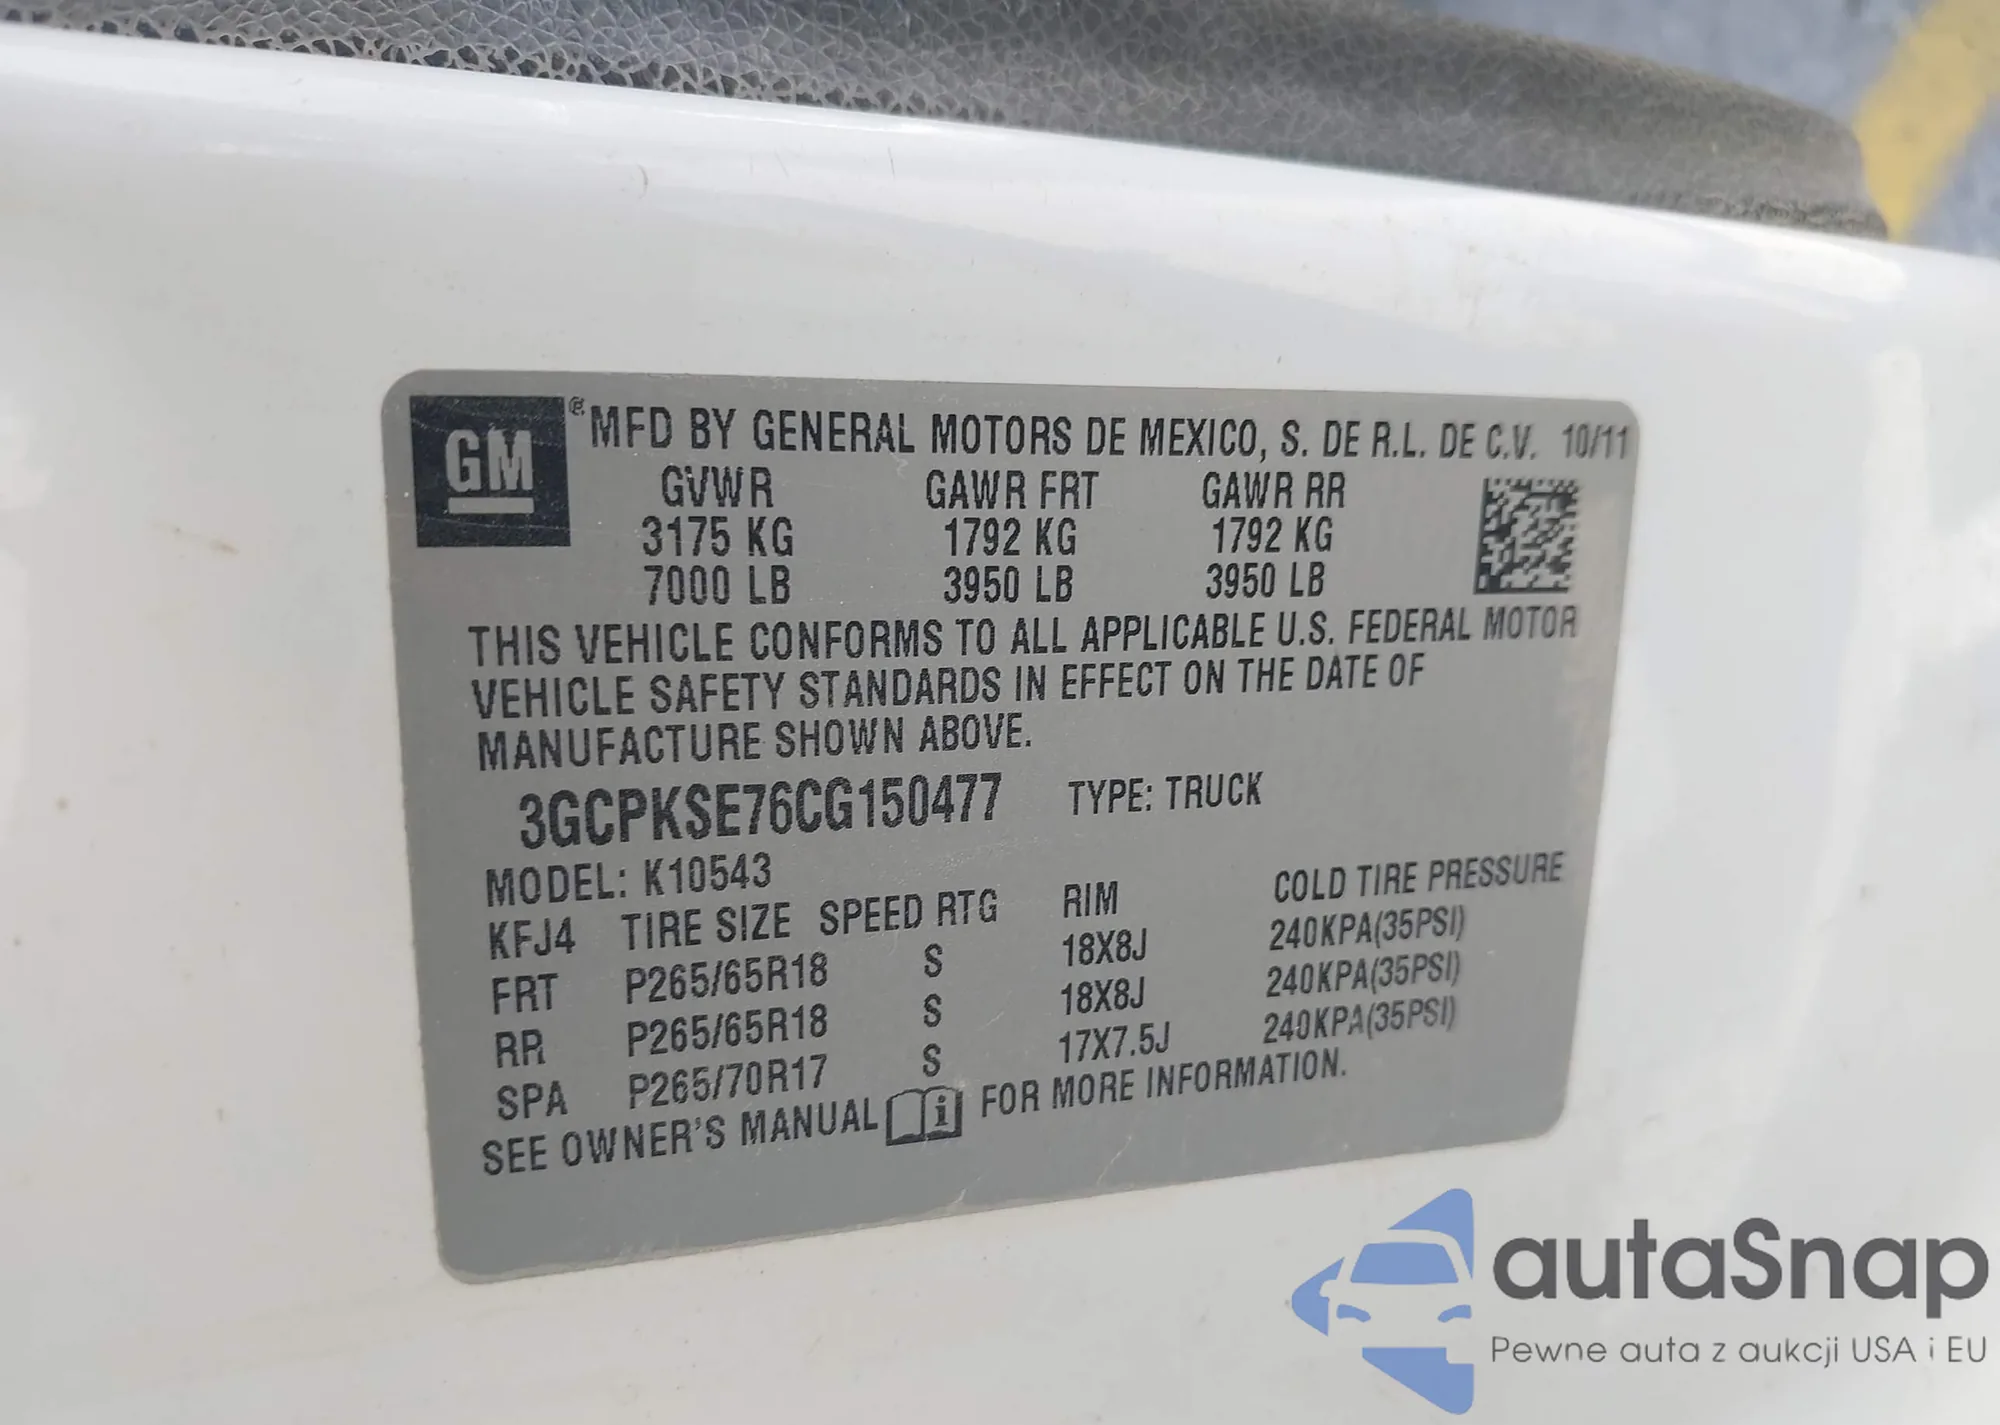 GM
® MFD BY GENERAL MOTORS DE MEXICO, S. DE R.L. DE C.V. 10/11
GVWR GAWR FRT GAWR RR
3175 KG 1792 KG 1792 KG
7000 LB 3950 LB 3950 LB
THIS VEHICLE CONFORMS TO ALL APPLICABLE U.S. FEDERAL MOTOR
VEHICLE SAFETY STANDARDS IN EFFECT ON THE DATE OF
MANUFACTURE SHOWN ABOVE.
3GCPKSE76CG150477 TYPE: TRUCK
MODEL: K10543
KFJ4 TIRE SIZE SPEED RTG RIM COLD TIRE PRESSURE
FRT P265/65R18 S 18X8J 240KPA(35PSI)
RR P265/65R18 S 18X8J 240KPA(35PSI)
SPA P265/70R17 S 17X7.5J 240KPA(35PSI)
SEE OWNER'S MANUAL i FOR MORE INFORMATION.
autaSnap
Pewne auta z aukcji USA i EU